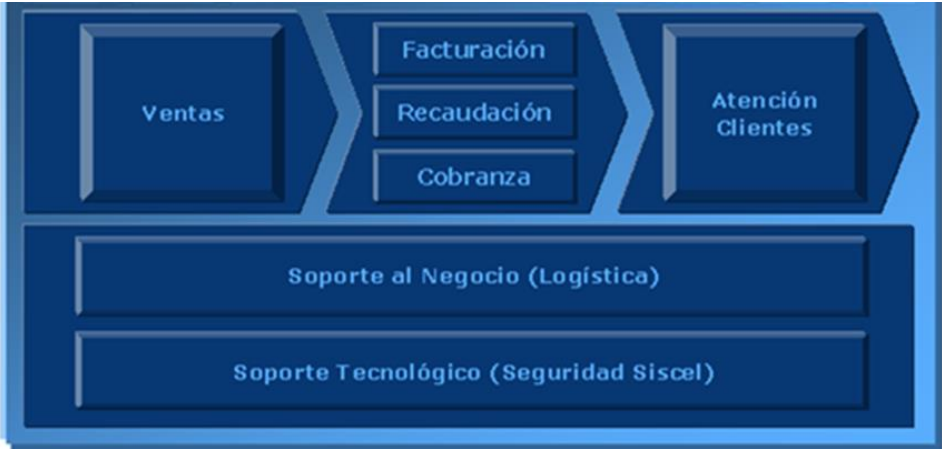 Ventas
Facturación
Recaudación
Cobranza
Atención
Clientes
Soporte al Negocio (Logística)
Soporte Tecnológico (Seguridad Siscel)